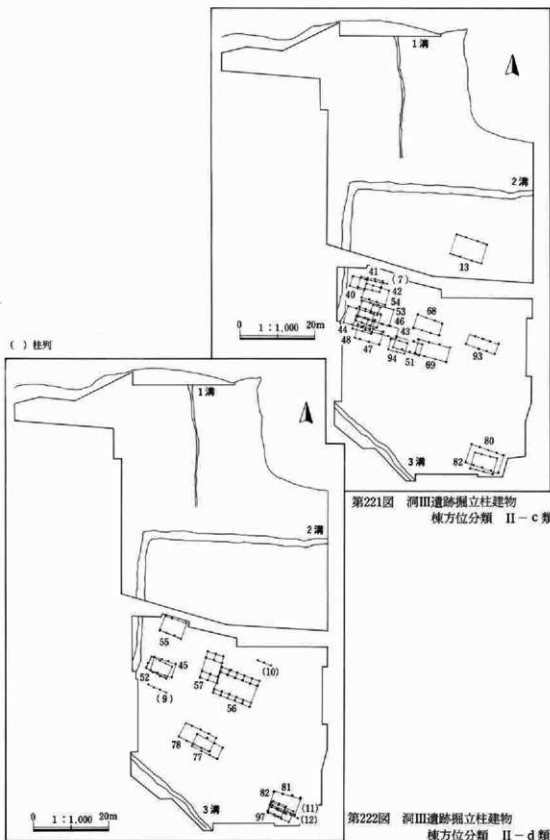 1溝
2溝
13
41
(7)
40
42
54
53
46
44
43
48
47
94
51
68
69
93
1:1,000 20m
80
82
3溝
第221図 洞III遺跡掘立柱建物
棟方位分類 II-c類
( )柱列
1溝
2溝
55
45
52
(9)
57
56
(10)
78
77
82
81
(11)
97
(12)
3溝
1:1,000 20m
第222図 洞III遺跡掘立柱建物
棟方位分類 II-d類